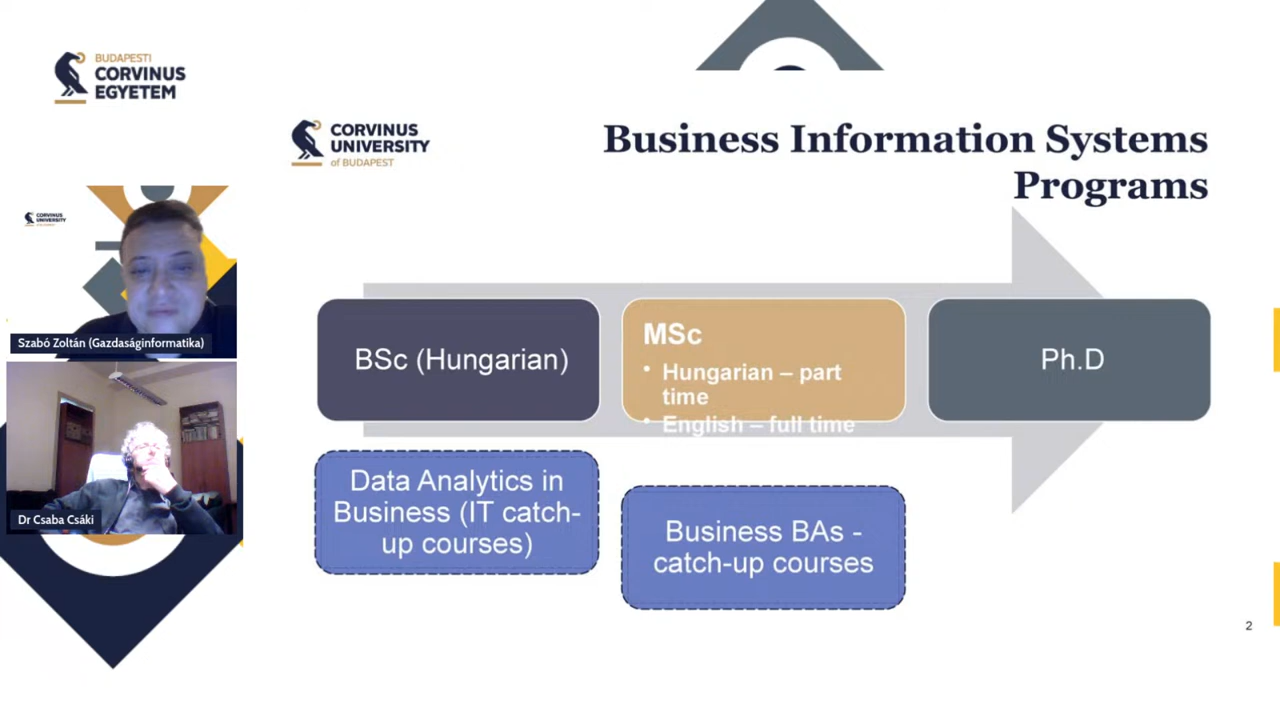 BUDAPESTI
CORVINUS
EGYETEM
CORVINUS
UNIVERSITY
of BUDAPEST
Business Information Systems
Programs
CORVINUS
UNIVERSITY
Szabó Zoltán (Gazdaságinformatika)
Dr Csaba Csáki
BSc (Hungarian)
MSc
• Hungarian – part
time
• English – full time
Ph.D
Data Analytics in
Business (IT catch-
up courses)
Business BAs -
catch-up courses
2